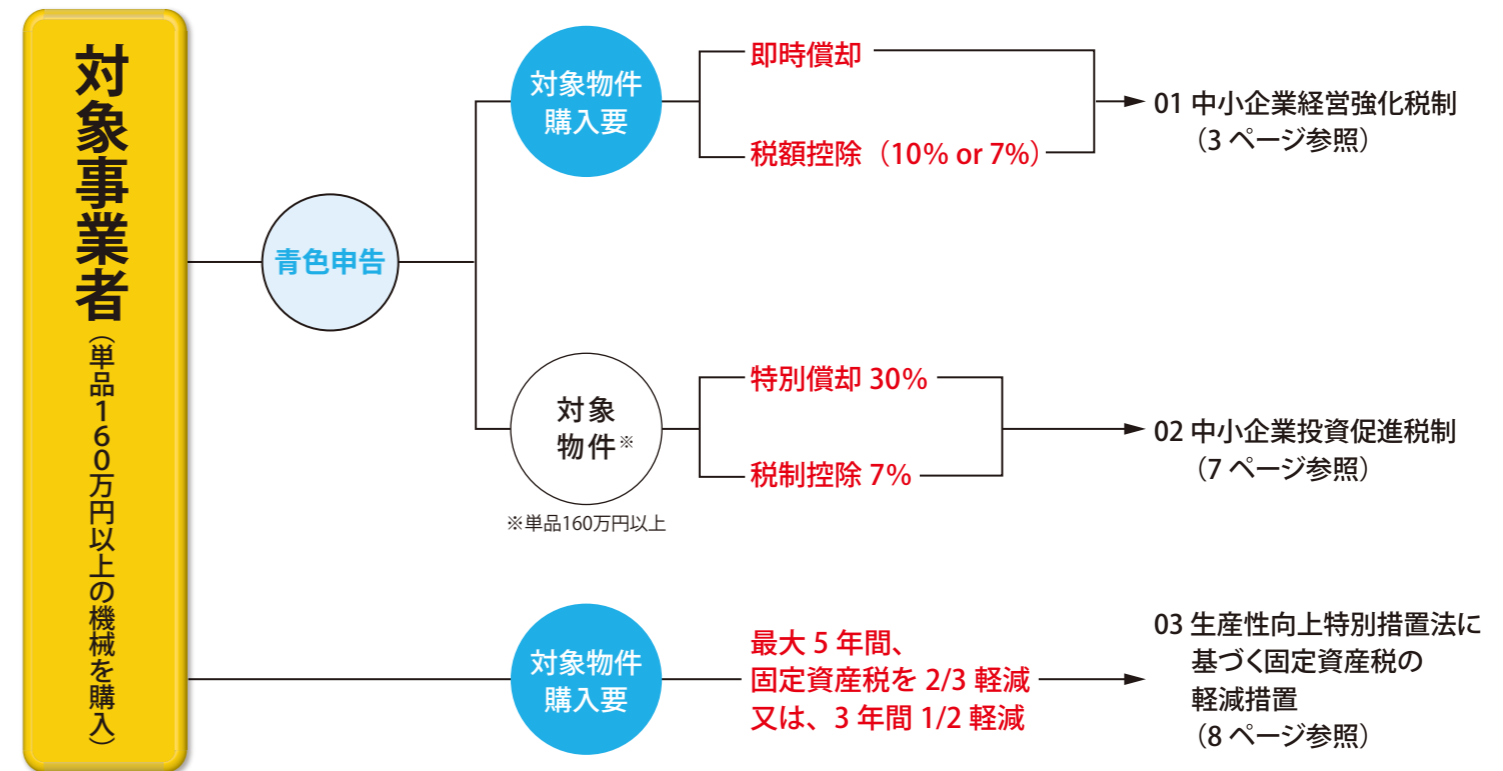 対象事業者（単品160万円以上の機械を購入）
青色申告
対象物件
購入要
即時償却
税額控除（10% or 7%）
01 中小企業経営強化税制
（3 ページ参照）
対象
物件※
※単品160万円以上
特別償却 30%
税制控除 7%
02 中小企業投資促進税制
（7 ページ参照）
対象物件
購入要
最大 5 年間、
固定資産税を 2/3 軽減
又は、3 年間 1/2 軽減
03 生産性向上特別措置法に
基づく固定資産税の
軽減措置
（8 ページ参照）